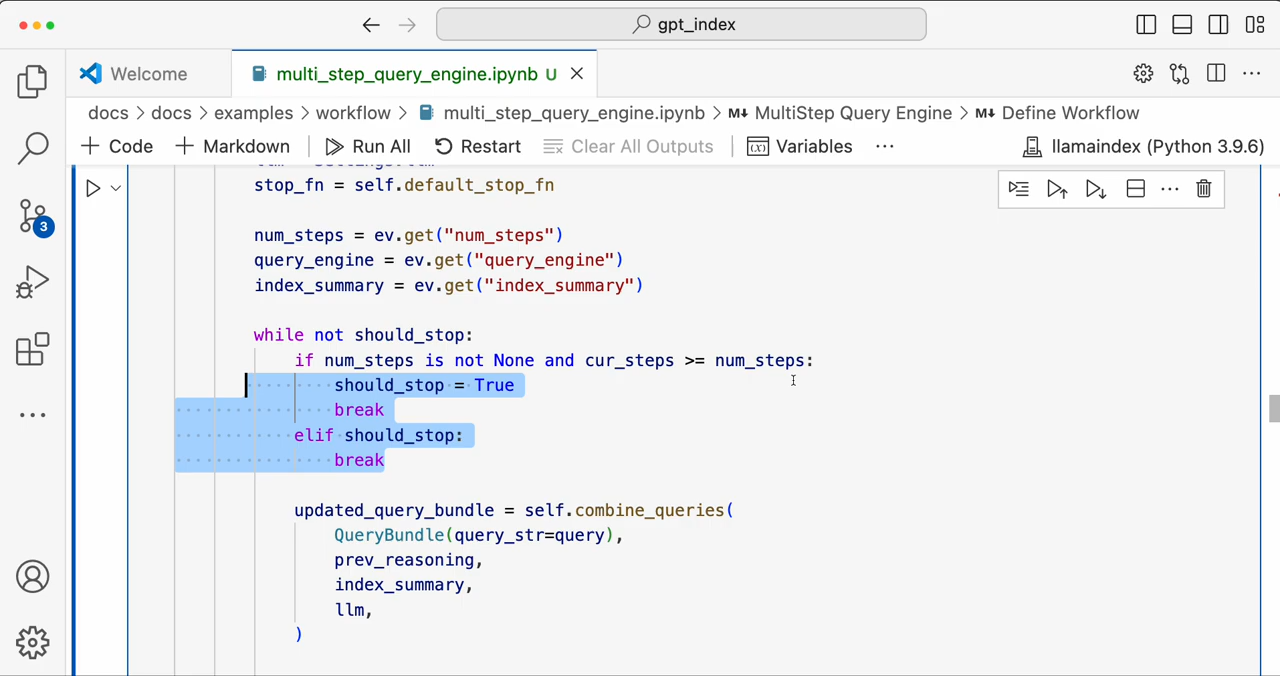 gpt_index
Welcome
multi_step_query_engine.ipynb U
docs > docs > examples > workflow > multi_step_query_engine.ipynb > M↓ MultiStep Query Engine > M↓ Define Workflow
+ Code + Markdown Run All Restart Clear All Outputs Variables ... llamaindex (Python 3.9.6)
stop_fn = self.default_stop_fn
num_steps = ev.get("num_steps")
query_engine = ev.get("query_engine")
index_summary = ev.get("index_summary")
while not should_stop:
if num_steps is not None and cur_steps >= num_steps:
should_stop = True
break
elif should_stop:
break
3
updated_query_bundle = self.combine_queries(
QueryBundle(query_str=query),
prev_reasoning,
index_summary,
llm,
)